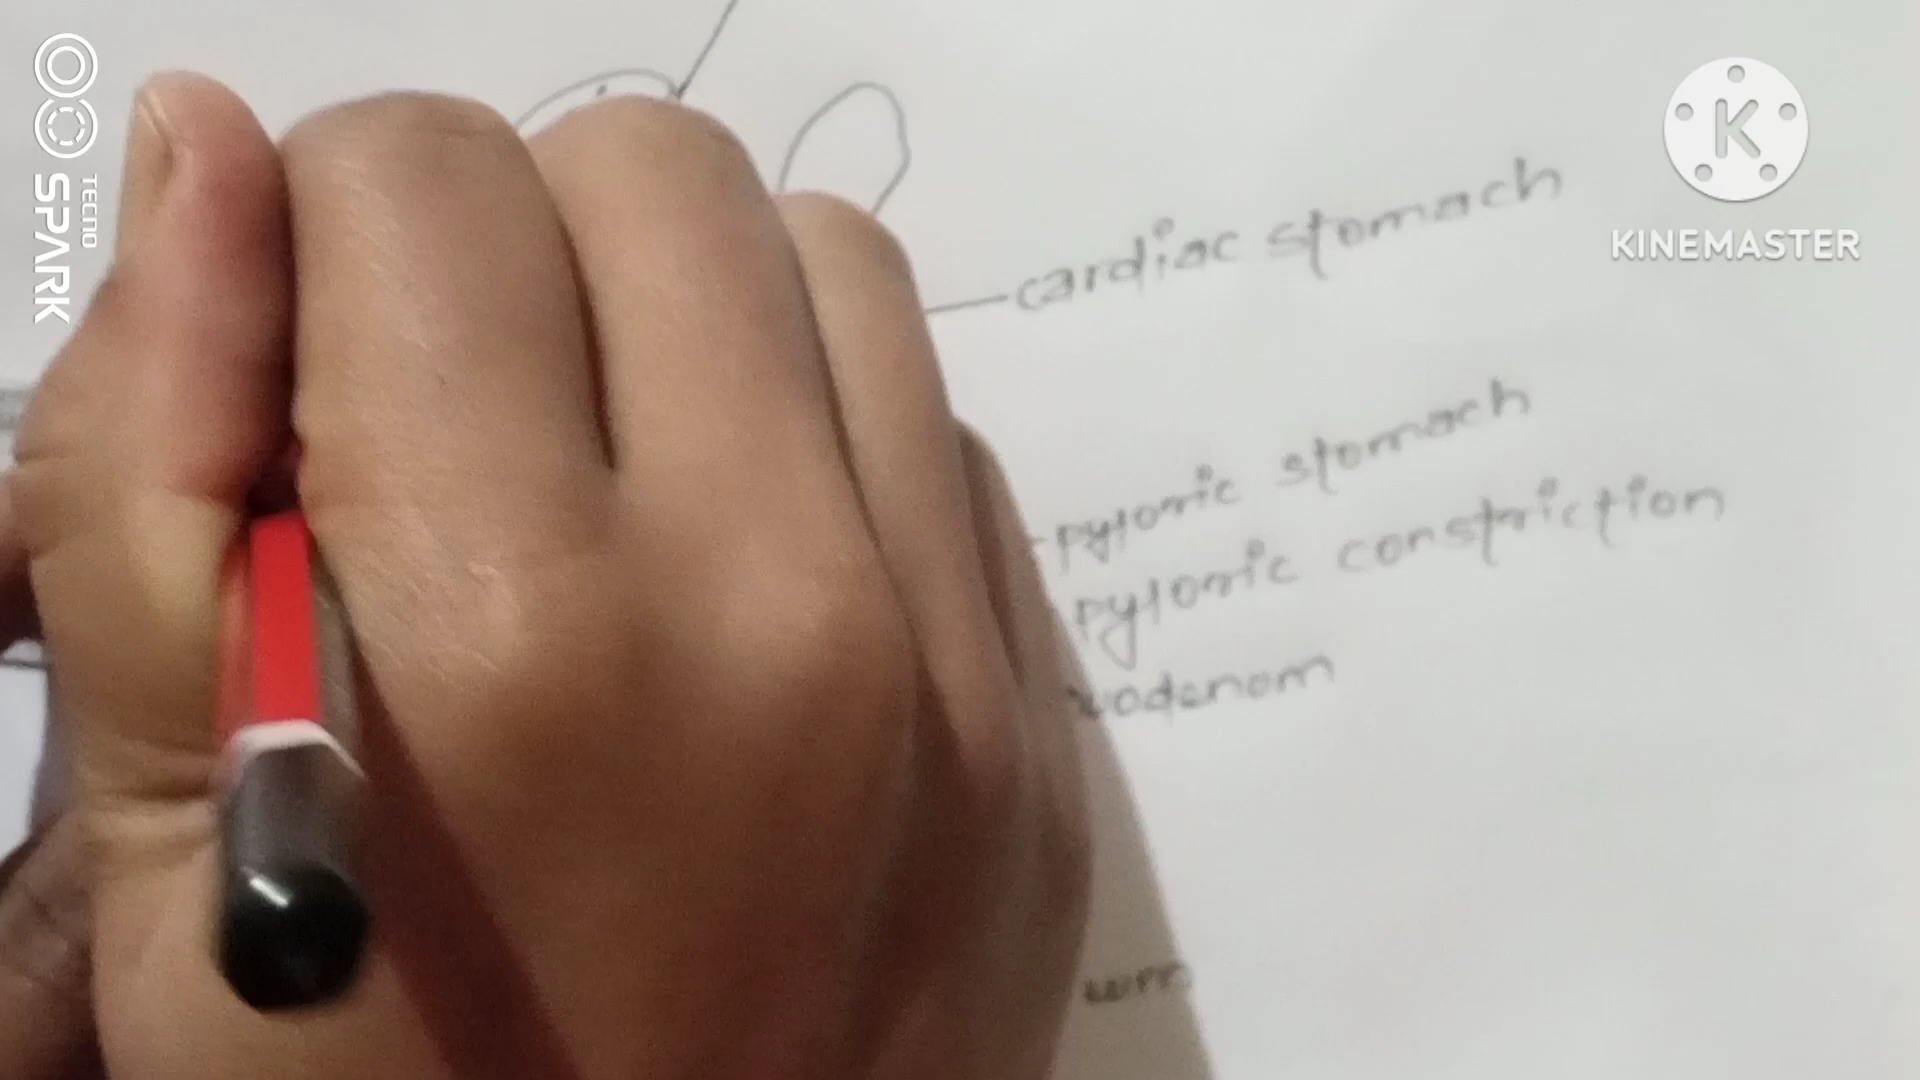 TECNO
SPARK
KINEMASTER
cardiac stomach
pyloric stomach
pyloric constriction